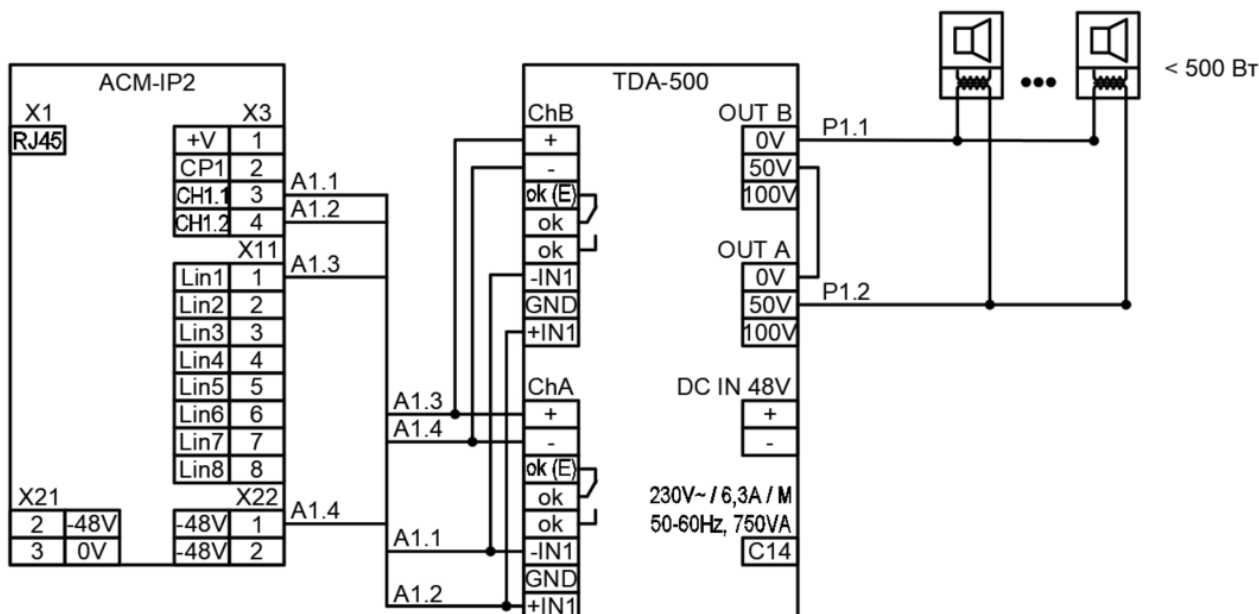 ACM-IP2
X1
RJ45
X3
+V 1
CP1 2
CH1.1 3
CH1.2 4
A1.1
A1.2
X11
Lin1 1
Lin2 2
Lin3 3
Lin4 4
Lin5 5
Lin6 6
Lin7 7
Lin8 8
A1.3
X21
2 -48V
3 0V
X22
-48V 1
-48V 2
A1.4
A1.3
A1.4
A1.1
A1.2
TDA-500
ChB
+
-
ok (E)
ok
ok
-IN1
GND
+IN1
ChA
+
-
ok (E)
ok
ok
-IN1
GND
+IN1
OUT B
0V
50V
100V
OUT A
0V
50V
100V
DC IN 48V
+
-
230V~ / 6,3A / M
50-60Hz, 750VA
C14
P1.1
P1.2
< 500 Вт